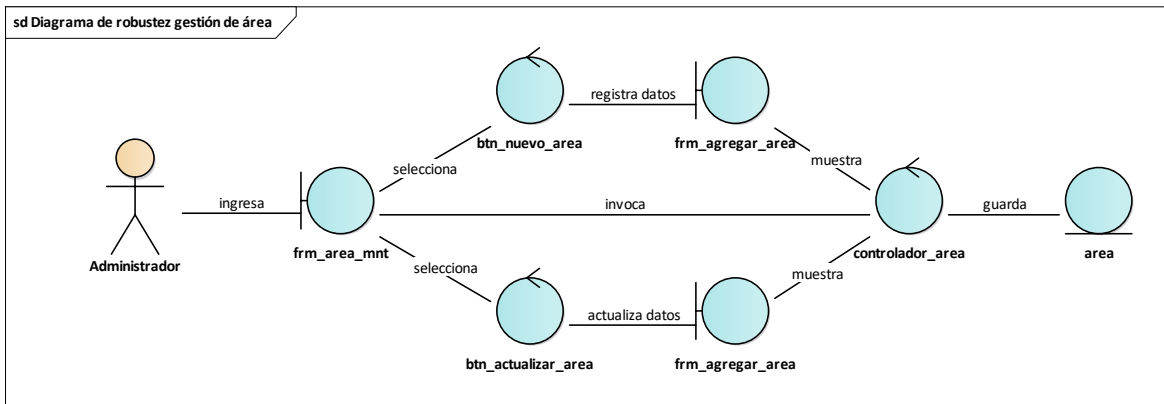 sd Diagrama de robustez gestión de área
btn_nuevo_area
registra datos
frm_agregar_area
selecciona
muestra
Administrador
ingresa
frm_area_mnt
invoca
controlador_area
guarda
area
selecciona
muestra
btn_actualizar_area
actualiza datos
frm_agregar_area